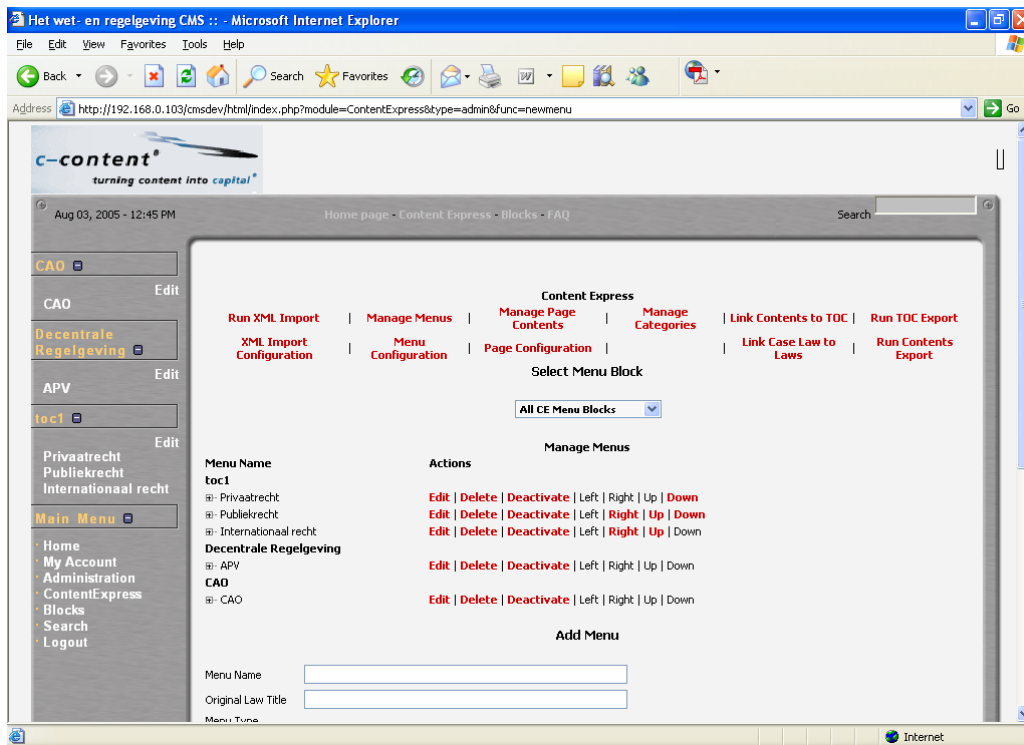 Het wet- en regelgeving CMS :: - Microsoft Internet Explorer
File Edit View Favorites Tools Help
Back Search Favorites
Address http://192.168.0.103/cmsdev/html/index.php?module=ContentExpress&type=admin&func=newmenu Go
c-content®
turning content into capital®
Aug 03, 2005 - 12:45 PM Home page - Content Express - Blocks - FAQ Search
CAO
Edit
CAO
Decentrale
Regelgeving
Edit
APV
toc1
Edit
Privaatrecht
Publiekrecht
Internationaal recht
Main Menu
· Home
· My Account
· Administration
· ContentExpress
· Blocks
· Search
· Logout
Content Express
Run XML Import | Manage Menus | Manage Page Contents | Manage Categories | Link Contents to TOC | Run TOC Export
XML Import Configuration | Menu Configuration | Page Configuration | | Link Case Law to Laws | Run Contents Export
Select Menu Block
All CE Menu Blocks
Manage Menus
Menu Name Actions
toc1
Privaatrecht Edit | Delete | Deactivate | Left | Right | Up | Down
Publiekrecht Edit | Delete | Deactivate | Left | Right | Up | Down
Internationaal recht Edit | Delete | Deactivate | Left | Right | Up | Down
Decentrale Regelgeving
APV Edit | Delete | Deactivate | Left | Right | Up | Down
CAO
CAO Edit | Delete | Deactivate | Left | Right | Up | Down
Add Menu
Menu Name
Original Law Title
Menu Type
Internet